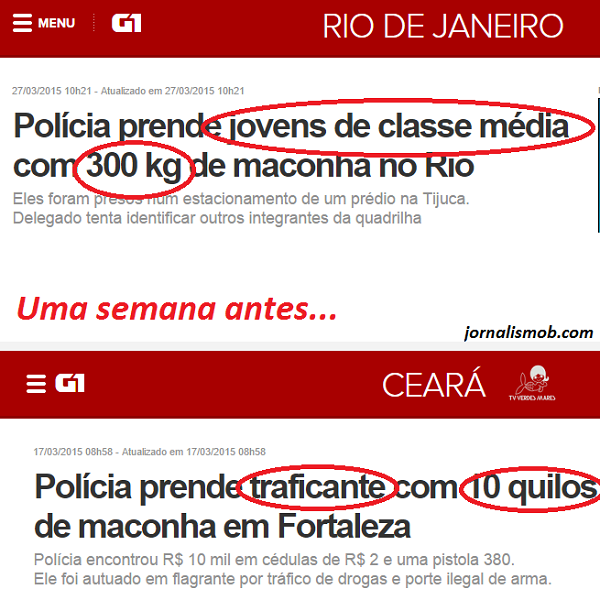 MENU G1 RIO DE JANEIRO
27/03/2015 10h21 - Atualizado em 27/03/2015 10h21
Polícia prende jovens de classe média
com 300 kg de maconha no Rio
Eles foram presos num estacionamento de um prédio na Tijuca.
Delegado tenta identificar outros integrantes da quadrilha
Uma semana antes...
jornalismob.com
G1 CEARÁ TV VERDES MARES
17/03/2015 08h58 - Atualizado em 17/03/2015 08h58
Polícia prende traficante com 10 quilos
de maconha em Fortaleza
Polícia encontrou R$ 10 mil em cédulas de R$ 2 e uma pistola 380.
Ele foi autuado em flagrante por tráfico de drogas e porte ilegal de arma.